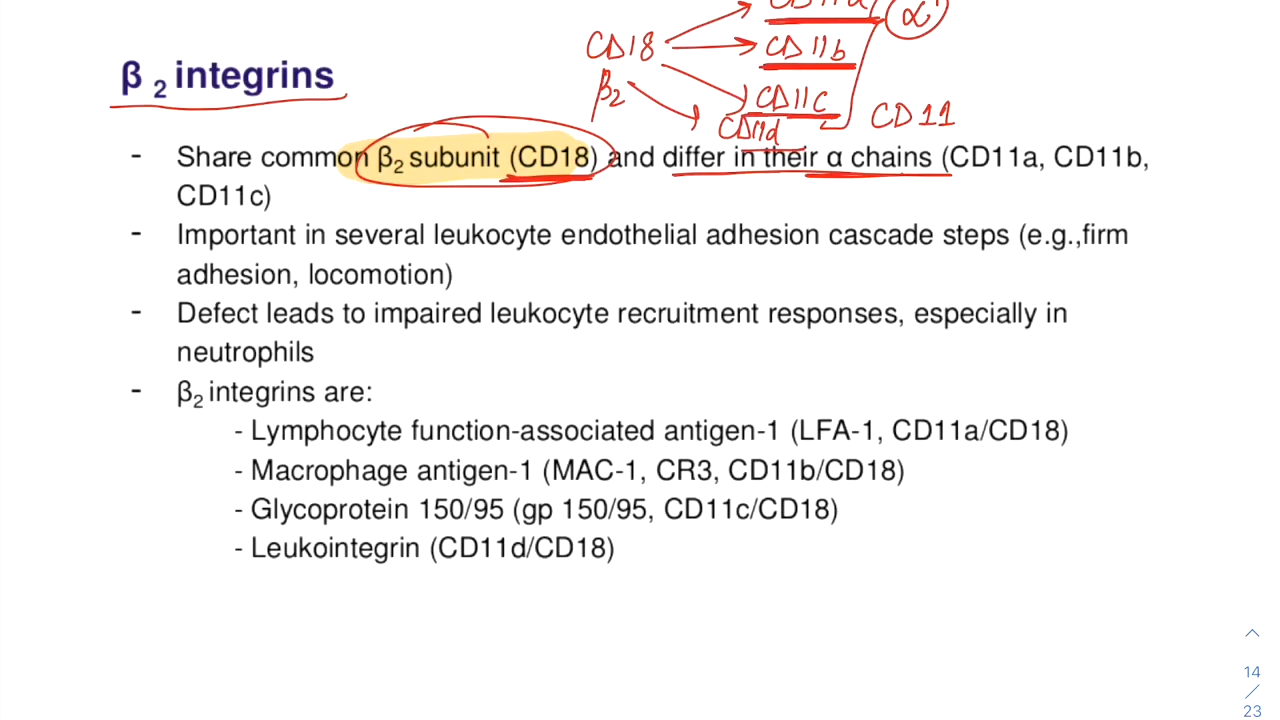 CD11a
α
CD18
CD11b
β2
CD11c
CD11
CD11d
β 2 integrins
- Share common β2 subunit (CD18) and differ in their α chains (CD11a, CD11b,
CD11c)
- Important in several leukocyte endothelial adhesion cascade steps (e.g.,firm
adhesion, locomotion)
- Defect leads to impaired leukocyte recruitment responses, especially in
neutrophils
- β2 integrins are:
- Lymphocyte function-associated antigen-1 (LFA-1, CD11a/CD18)
- Macrophage antigen-1 (MAC-1, CR3, CD11b/CD18)
- Glycoprotein 150/95 (gp 150/95, CD11c/CD18)
- Leukointegrin (CD11d/CD18)
14
/
23